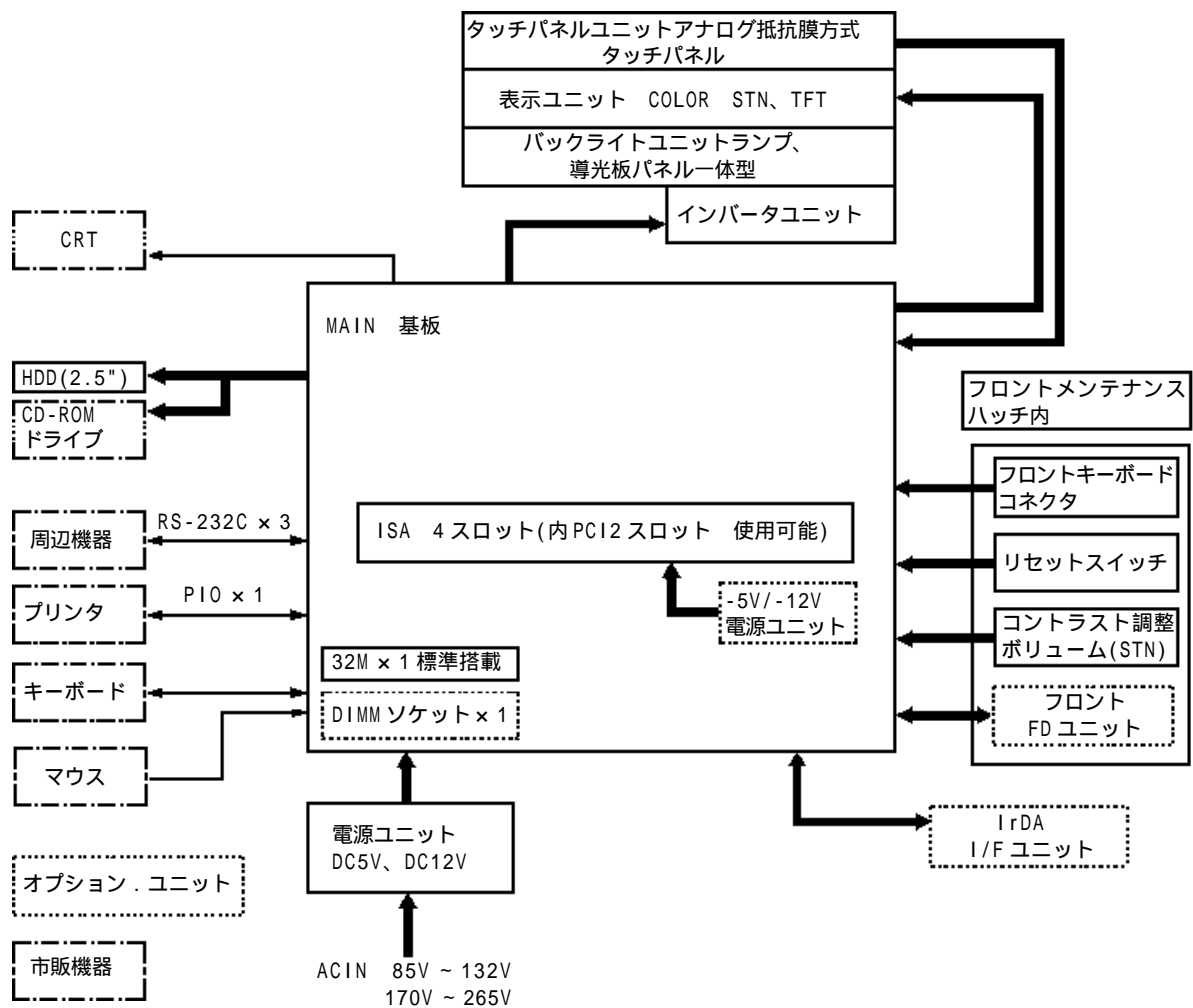 タッチパネルユニットアナログ抵抗膜方式
タッチパネル
表示ユニット COLOR STN、TFT
バックライトユニットランプ、
導光板パネル一体型
インバータユニット
CRT
MAIN 基板
HDD(2.5")
CD-ROM
ドライブ
フロントメンテナンス
ハッチ内
フロントキーボード
コネクタ
周辺機器
RS-232C × 3
ISA 4スロット(内PCI2スロット 使用可能)
リセットスイッチ
プリンタ
PIO × 1
-5V/-12V
電源ユニット
コントラスト調整
ボリューム(STN)
32M × 1 標準搭載
キーボード
DIMM ソケット × 1
フロント
FD ユニット
マウス
電源ユニット
DC5V、DC12V
IrDA
I/F ユニット
オプション．ユニット
市販機器
ACIN 85V ~ 132V
170V ~ 265V